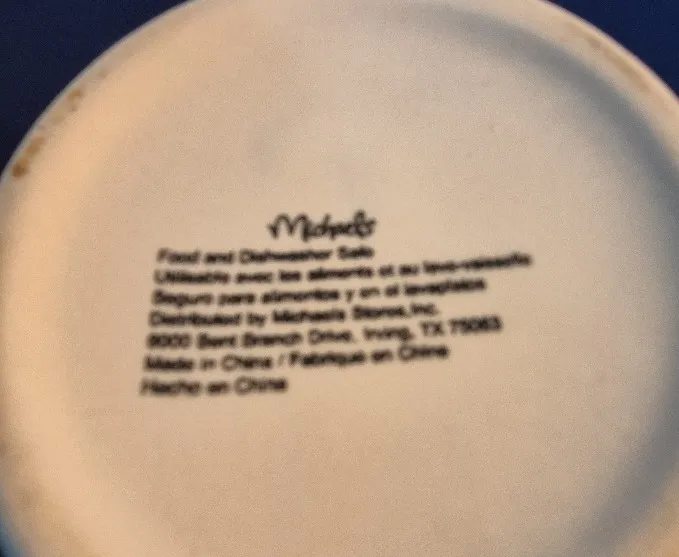 Michaels
Food and Dishwasher Safe
Utilisable avec les aliments et au lave-vaisselle
Seguro para alimentos y en el lavaplatos
Distributed by Michaels Stores, Inc.
8000 Bent Branch Drive, Irving, TX 75063
Made in China / Fabriqué en Chine
Hecho en China